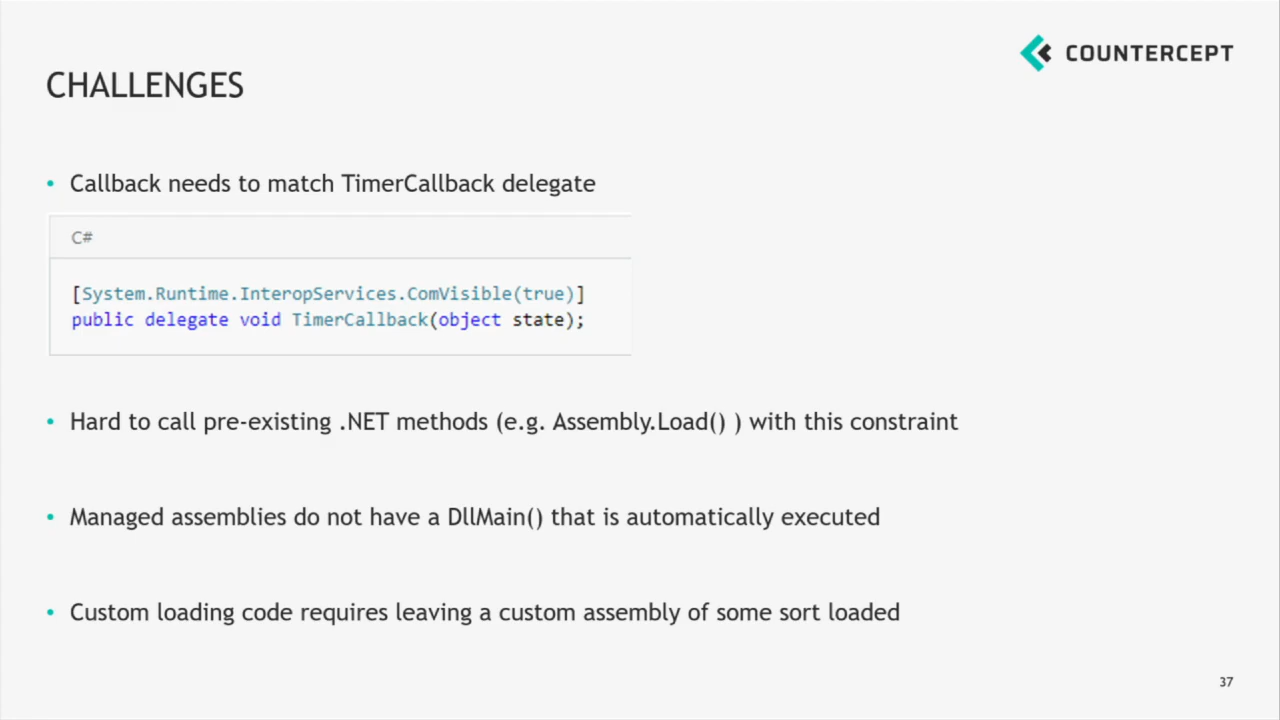 COUNTERCEPT
CHALLENGES
• Callback needs to match TimerCallback delegate
C#
[System.Runtime.InteropServices.ComVisible(true)]
public delegate void TimerCallback(object state);
• Hard to call pre-existing .NET methods (e.g. Assembly.Load() ) with this constraint
• Managed assemblies do not have a DllMain() that is automatically executed
• Custom loading code requires leaving a custom assembly of some sort loaded
37